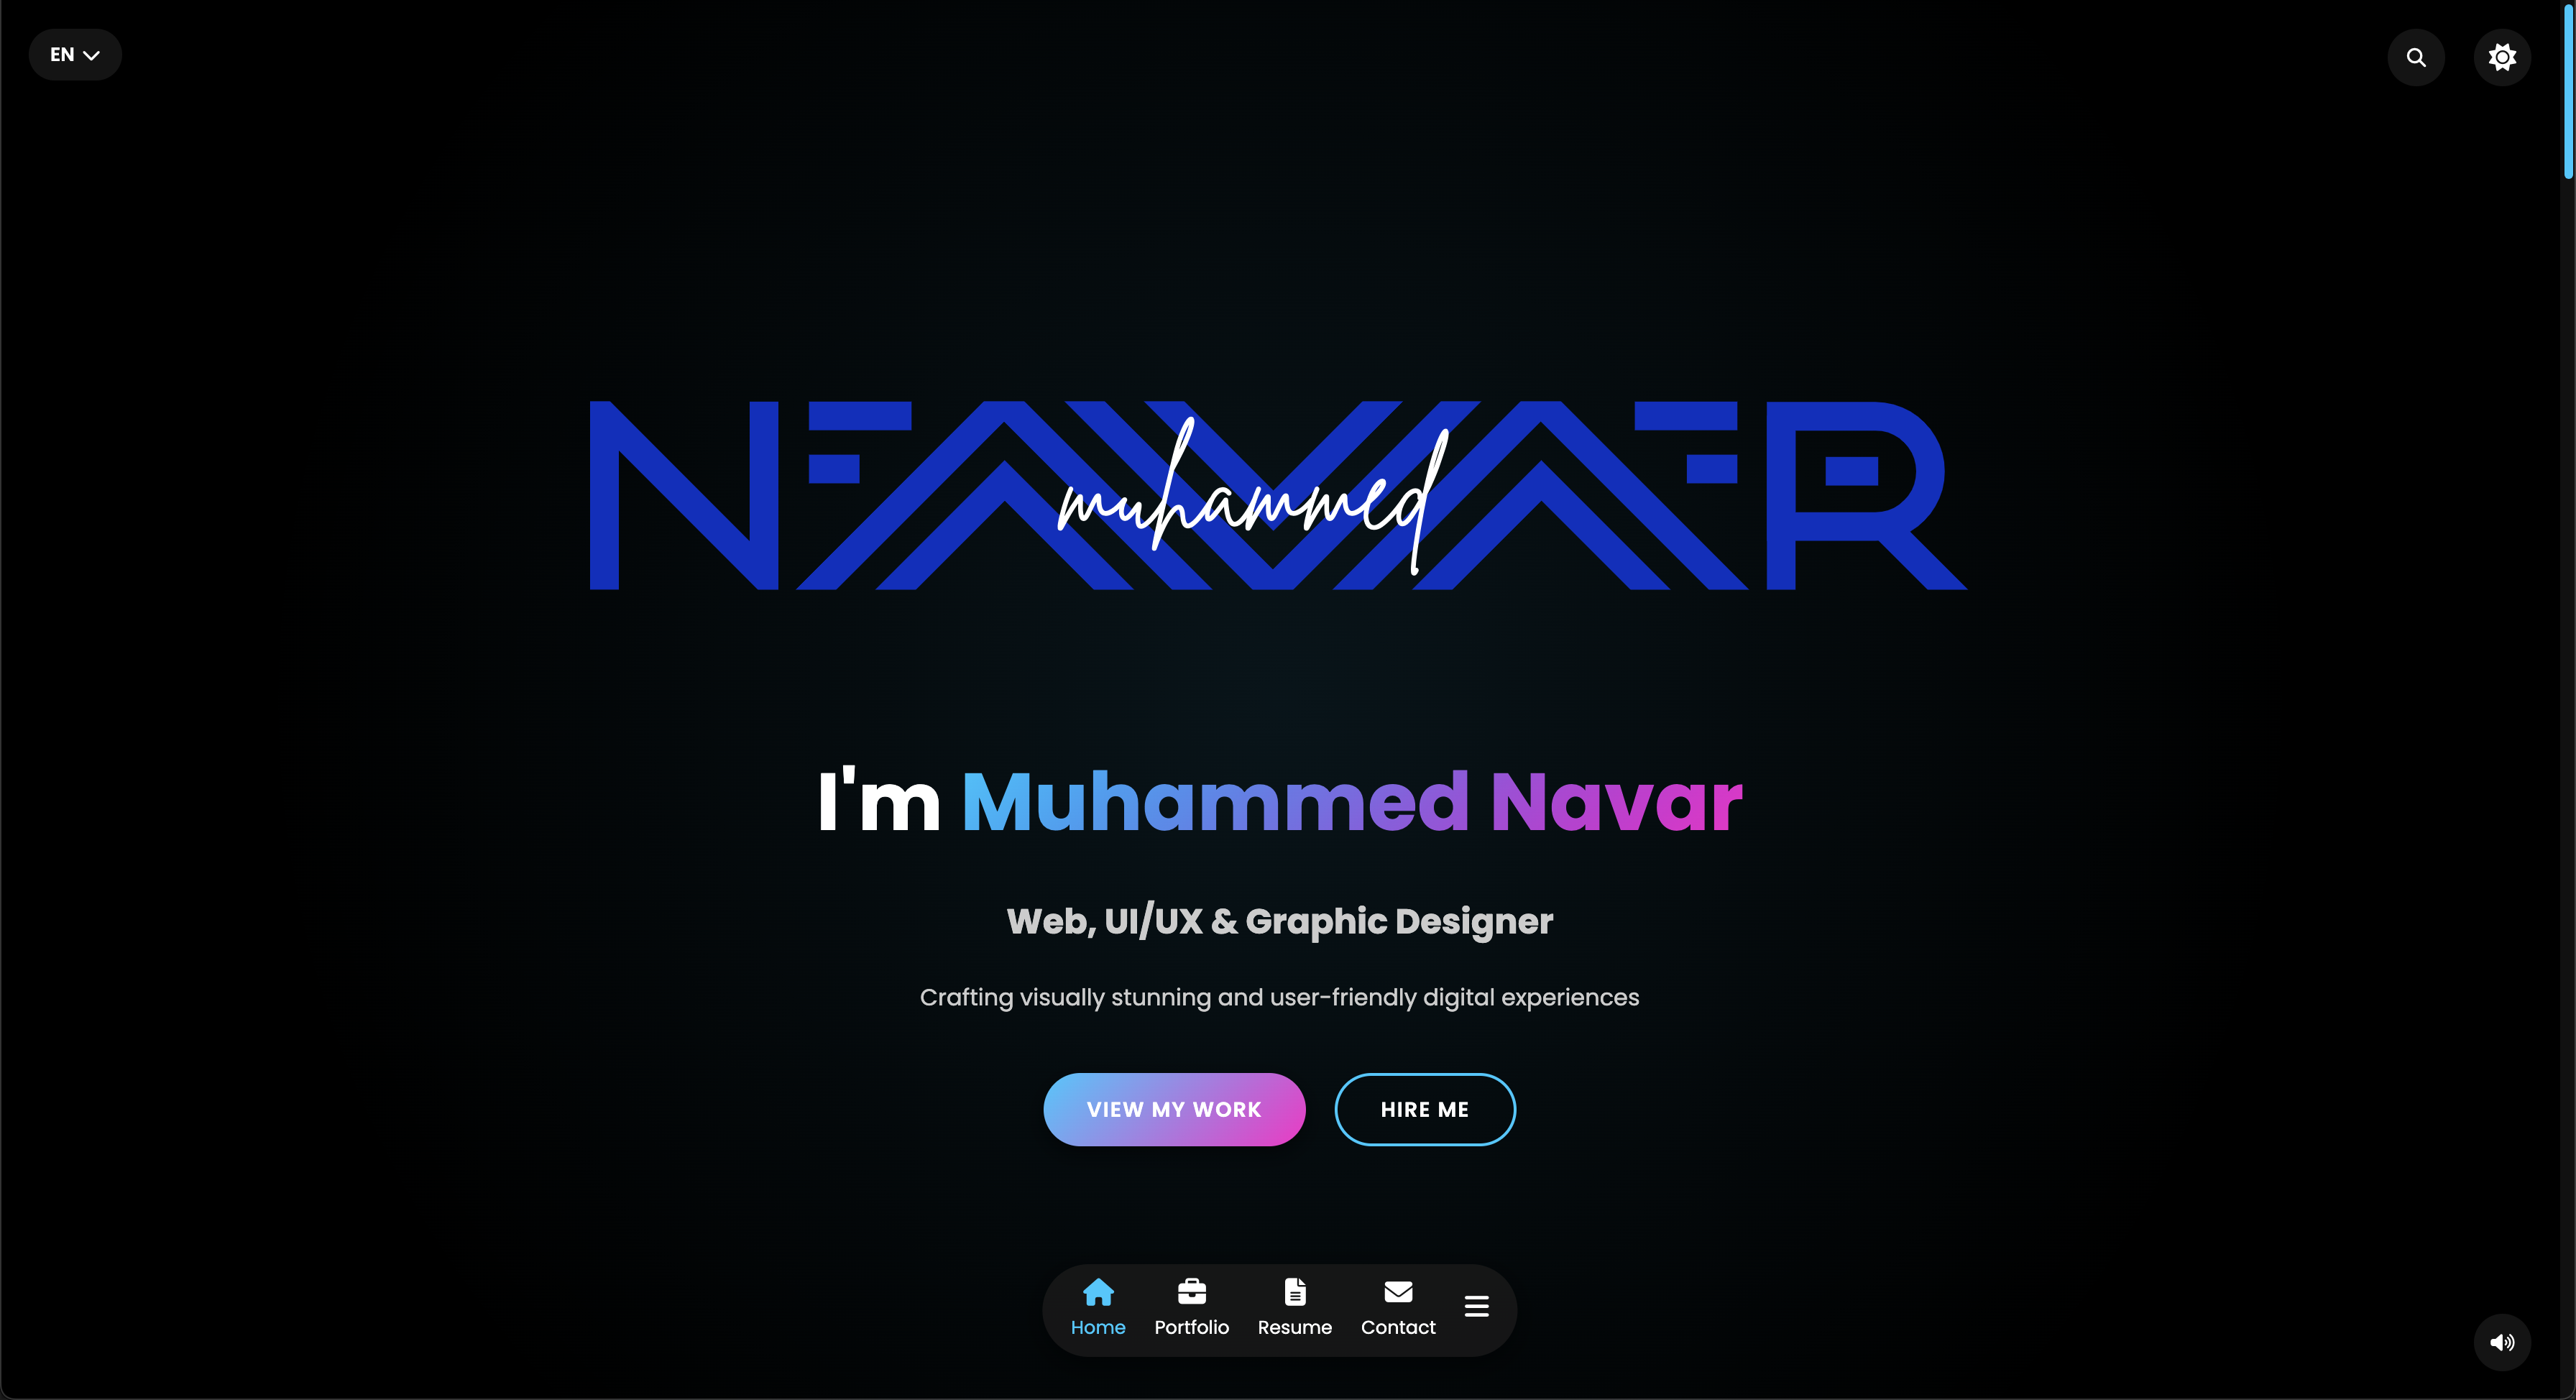 EN
NAVAR
muhammed
I'm Muhammed Navar
Web, UI/UX & Graphic Designer
Crafting visually stunning and user-friendly digital experiences
VIEW MY WORK
HIRE ME
Home
Portfolio
Resume
Contact